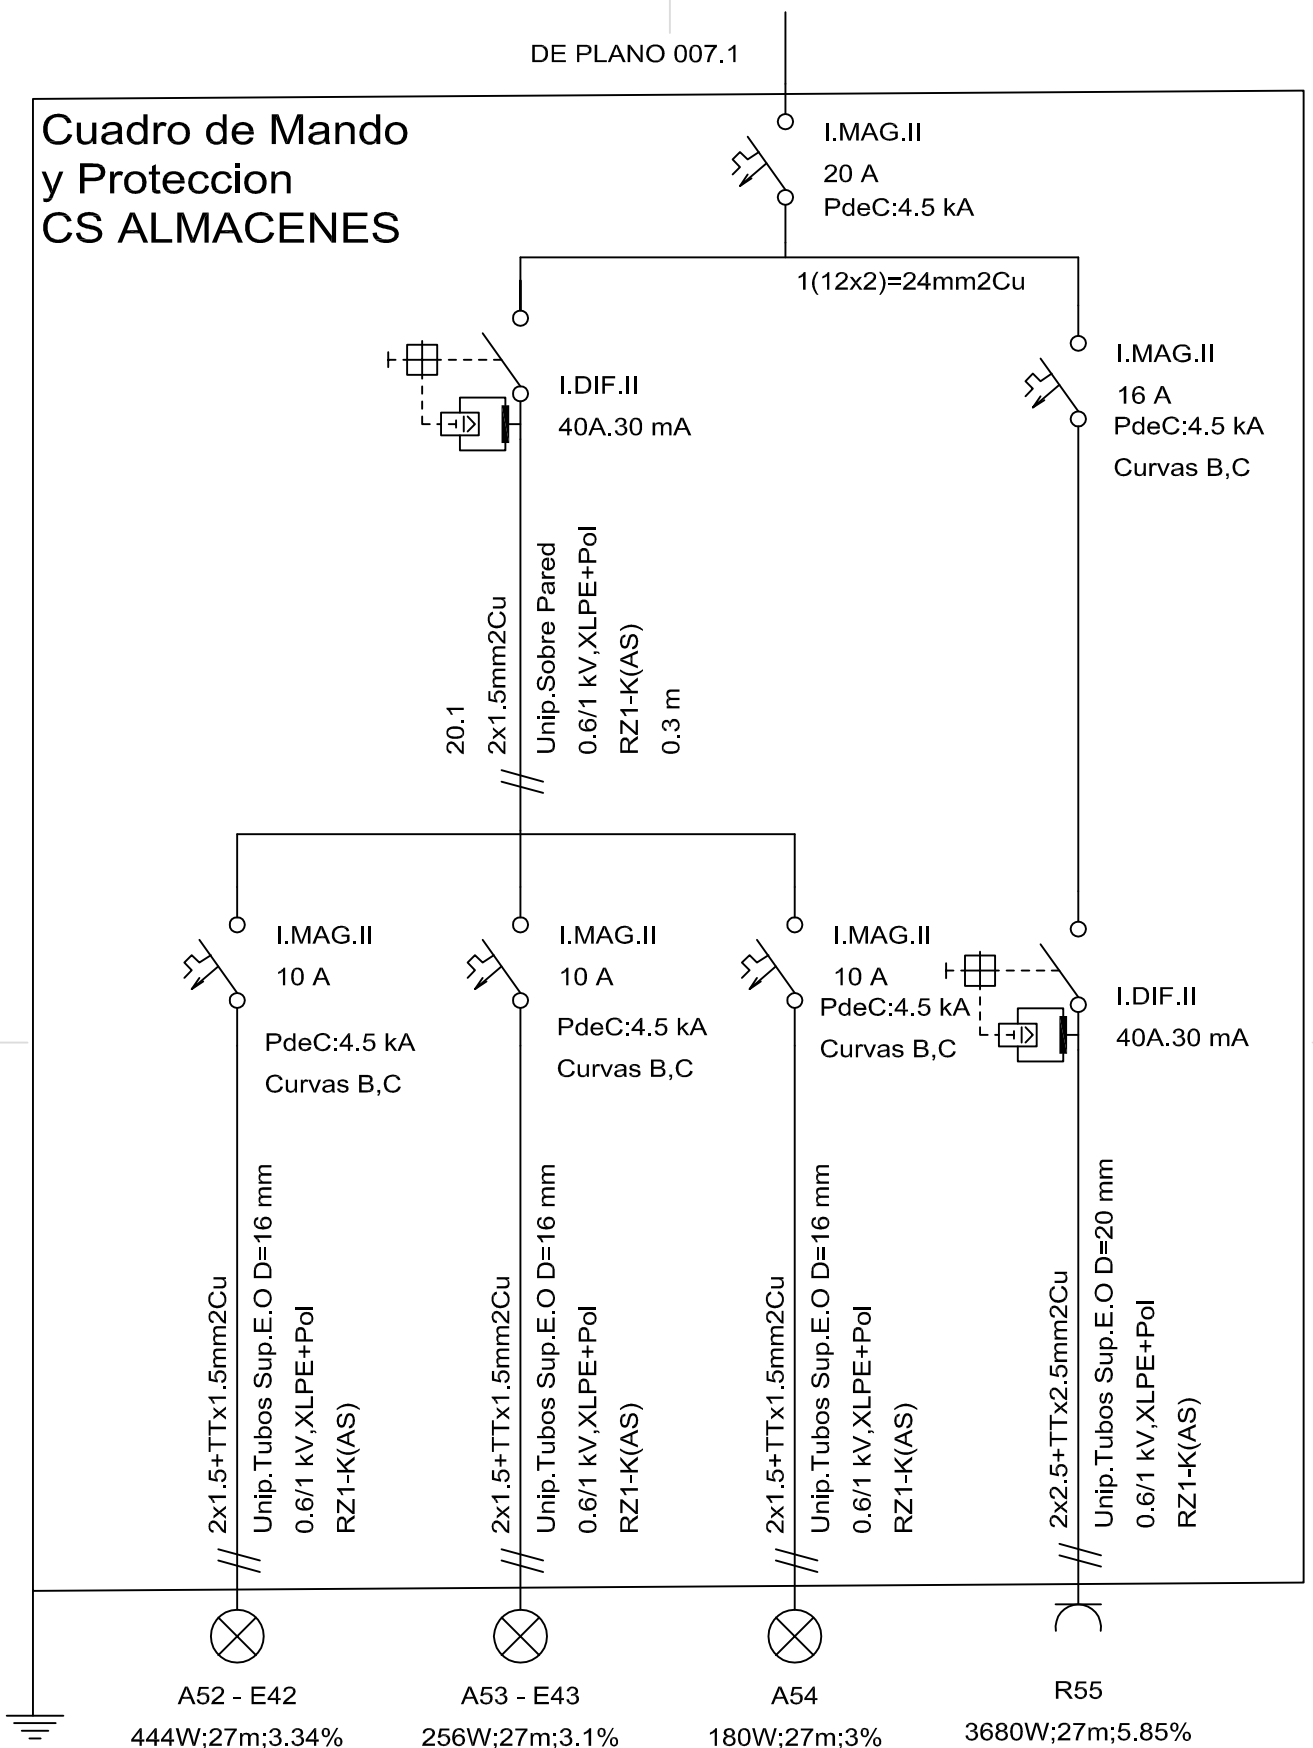 DE PLANO 007.1
Cuadro de Mando
y Proteccion
CS ALMACENES
I.MAG.II
20 A
PdeC:4.5 kA
1(12x2)=24mm2Cu
I.DIF.II
40A.30 mA
I.MAG.II
16 A
PdeC:4.5 kA
Curvas B,C
20.1
2x1.5mm2Cu
Unip.Sobre Pared
0.6/1 kV,XLPE+Pol
RZ1-K(AS)
0.3 m
I.MAG.II
10 A
PdeC:4.5 kA
Curvas B,C
I.MAG.II
10 A
PdeC:4.5 kA
Curvas B,C
I.MAG.II
10 A
PdeC:4.5 kA
Curvas B,C
I.DIF.II
40A.30 mA
2x1.5+TTx1.5mm2Cu
Unip.Tubos Sup.E.O D=16 mm
0.6/1 kV,XLPE+Pol
RZ1-K(AS)
2x1.5+TTx1.5mm2Cu
Unip.Tubos Sup.E.O D=16 mm
0.6/1 kV,XLPE+Pol
RZ1-K(AS)
2x1.5+TTx1.5mm2Cu
Unip.Tubos Sup.E.O D=16 mm
0.6/1 kV,XLPE+Pol
RZ1-K(AS)
2x2.5+TTx2.5mm2Cu
Unip.Tubos Sup.E.O D=20 mm
0.6/1 kV,XLPE+Pol
RZ1-K(AS)
A52 - E42
444W;27m;3.34%
A53 - E43
256W;27m;3.1%
A54
180W;27m;3%
R55
3680W;27m;5.85%